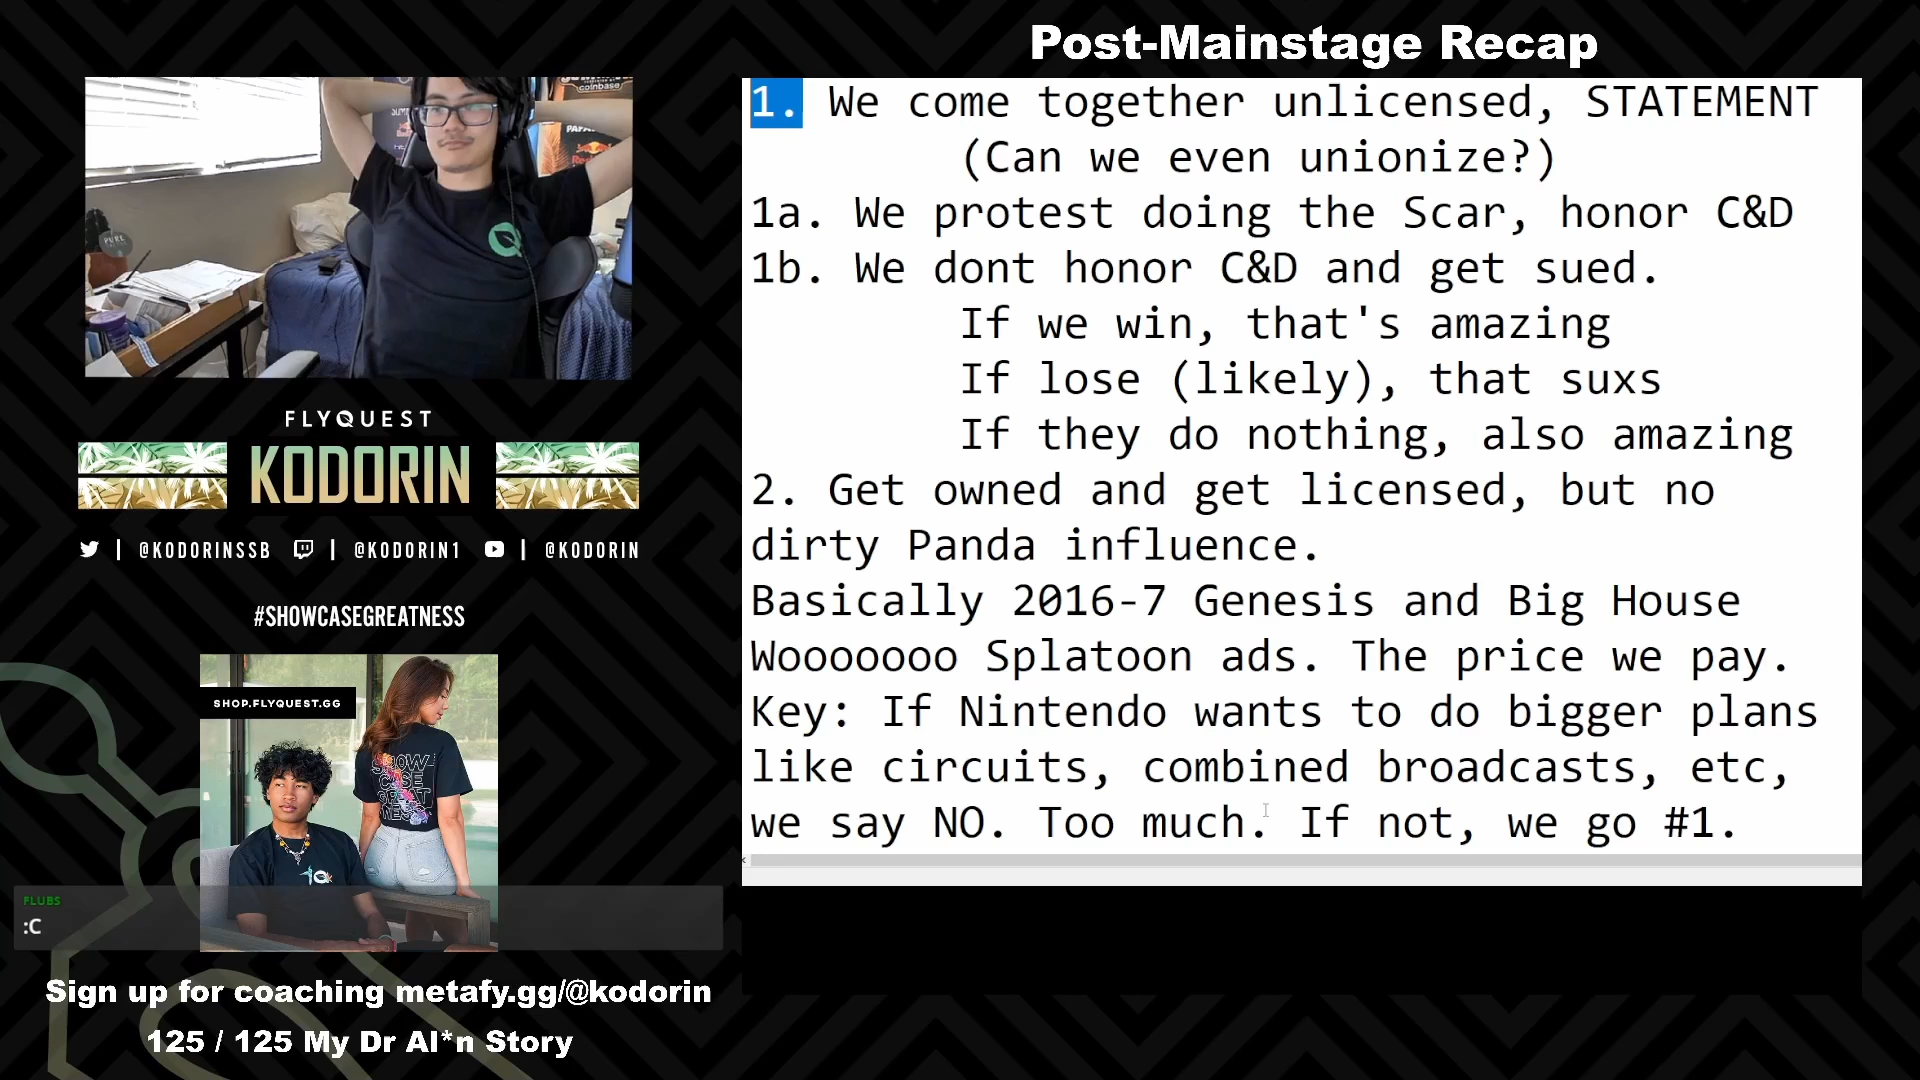 Post-Mainstage Recap
1. We come together unlicensed, STATEMENT
(Can we even unionize?)
1a. We protest doing the Scar, honor C&D
1b. We dont honor C&D and get sued.
If we win, that's amazing
If lose (likely), that suxs
If they do nothing, also amazing
2. Get owned and get licensed, but no
dirty Panda influence.
Basically 2016-7 Genesis and Big House
Wooooooo Splatoon ads. The price we pay.
Key: If Nintendo wants to do bigger plans
like circuits, combined broadcasts, etc,
we say NO. Too much. If not, we go #1.
coinbase
FLYQUEST
KODORIN
| @KODORINSSB | @KODORIN1 | @KODORIN
#SHOWCASEGREATNESS
SHOP.FLYQUEST.GG
SHOW
CASE
GREAT
NESS
FLUBS
:C
Sign up for coaching metafy.gg/@kodorin
125 / 125 My Dr Al*n Story